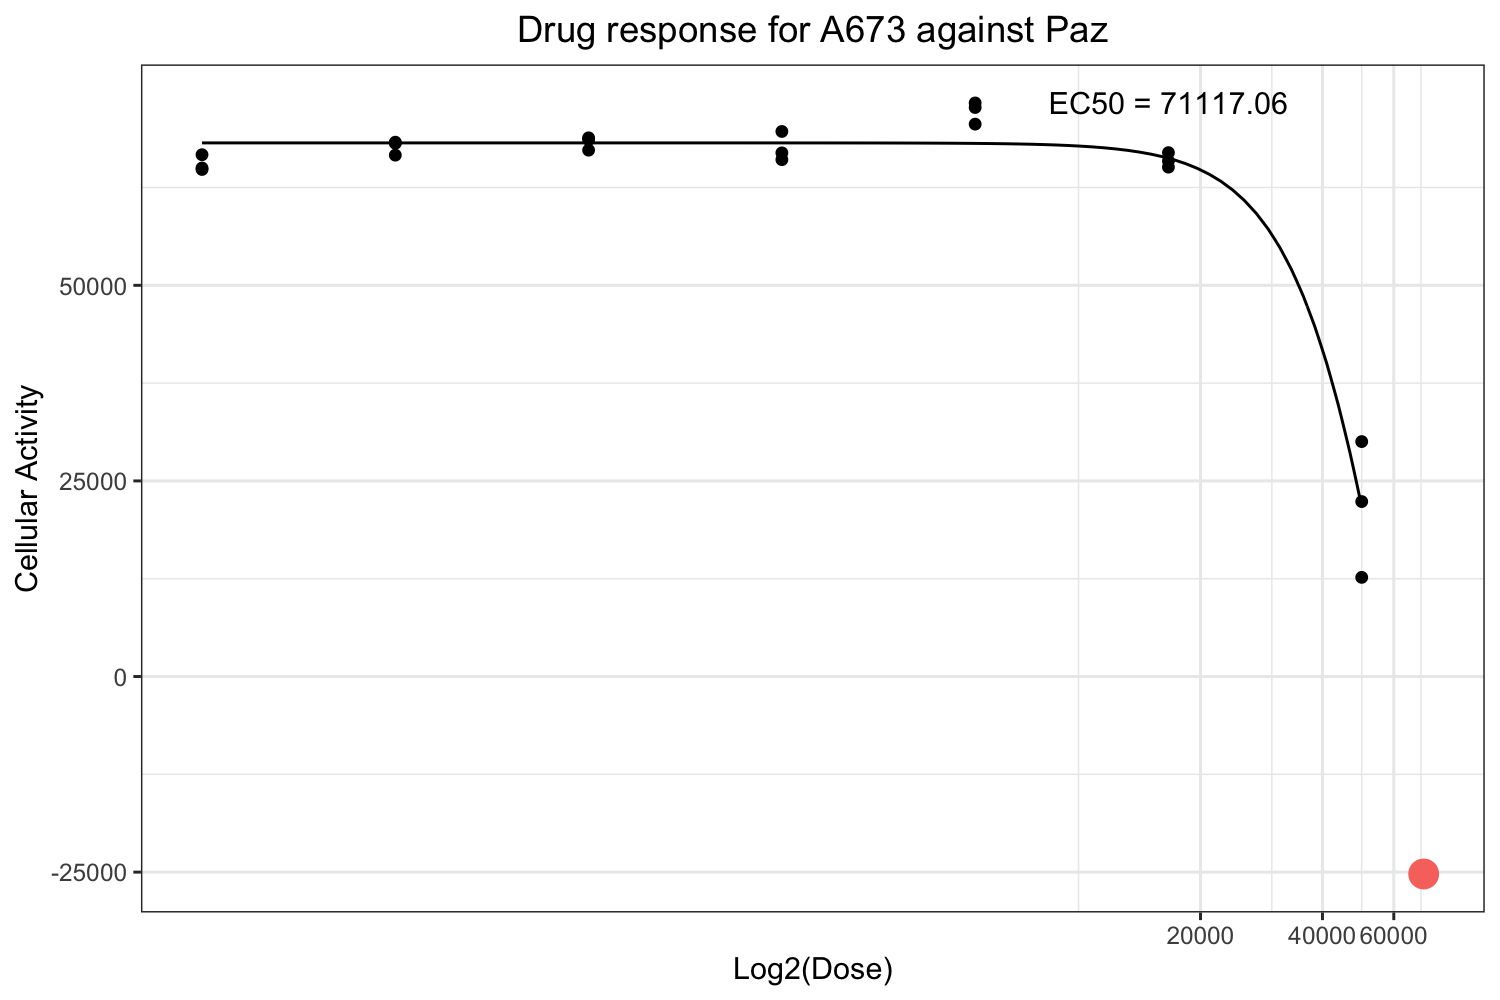 Drug response for A673 against Paz
EC50 = 71117.06
50000
25000
0
-25000
Cellular Activity
20000 40000 60000
Log2(Dose)